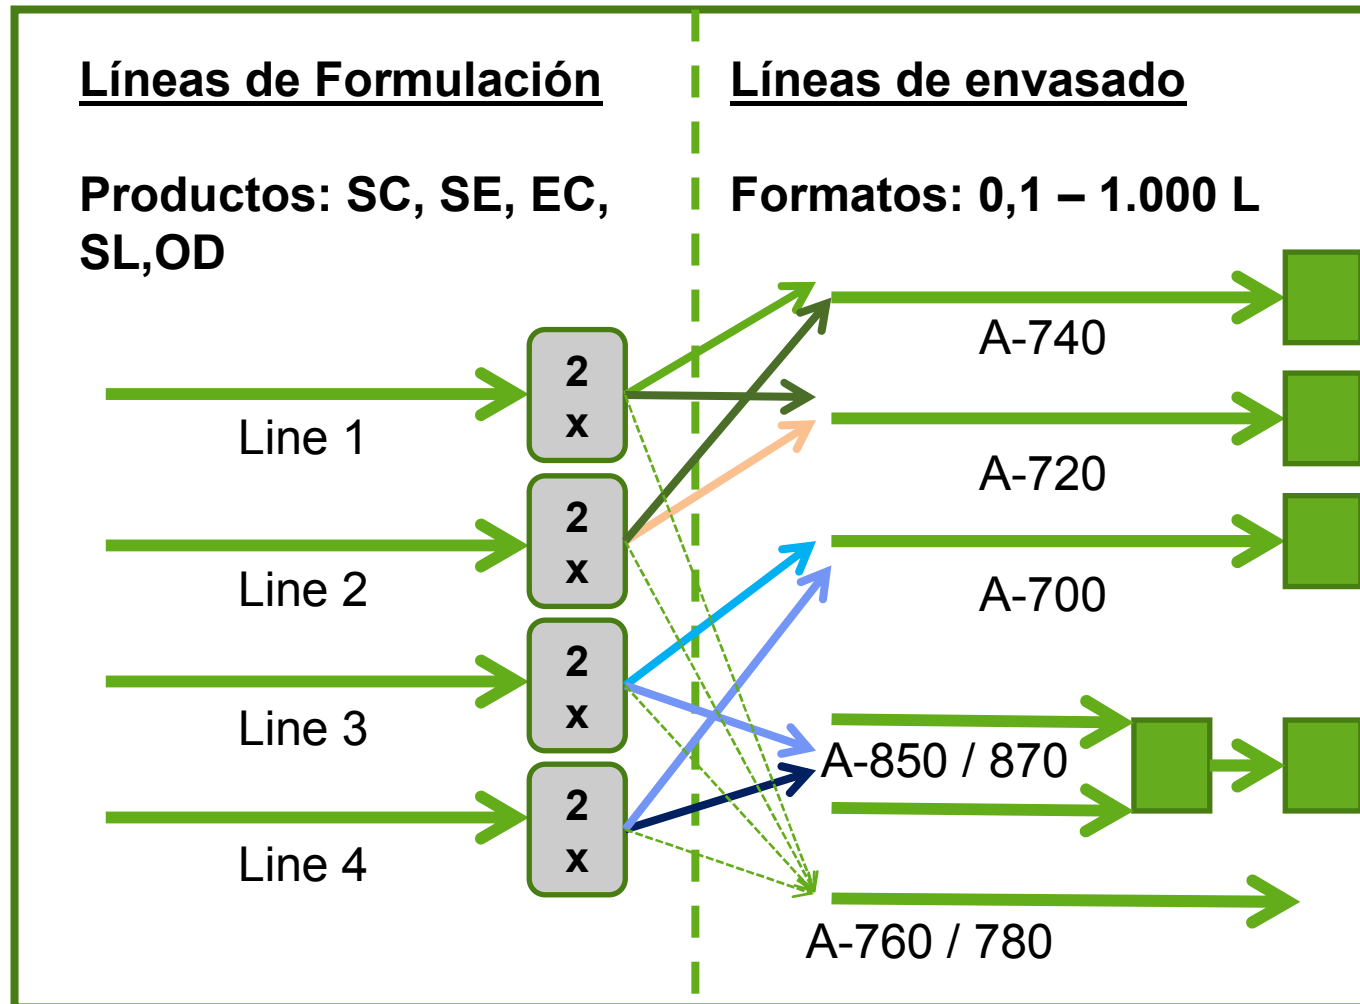 Líneas de Formulación
Productos: SC, SE, EC,
SL,OD
2
x
Line 1
2
x
Line 2
2
x
Line 3
2
x
Line 4
Líneas de envasado
Formatos: 0,1 – 1.000 L
A-740
A-720
A-700
A-850 / 870
A-760 / 780